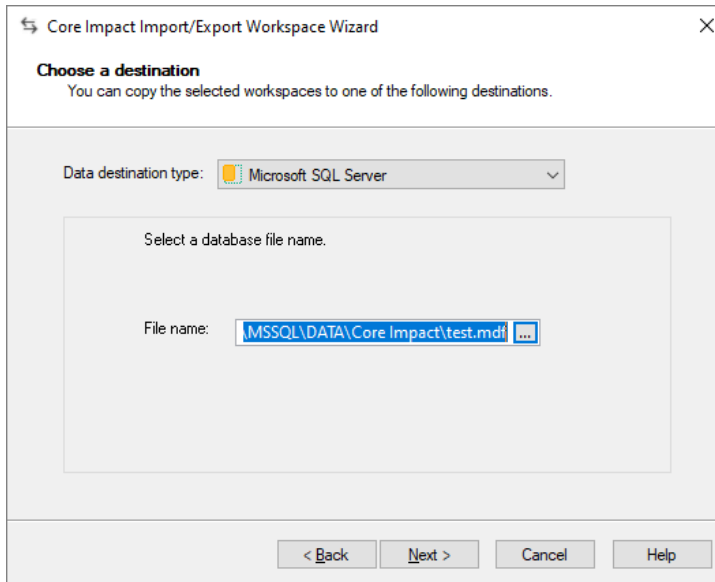 Core Impact Import/Export Workspace Wizard
Choose a destination
You can copy the selected workspaces to one of the following destinations.
Data destination type: Microsoft SQL Server
Select a database file name.
File name: \MSSQL\DATA\Core Impact\test.mdf ...
< Back Next > Cancel Help